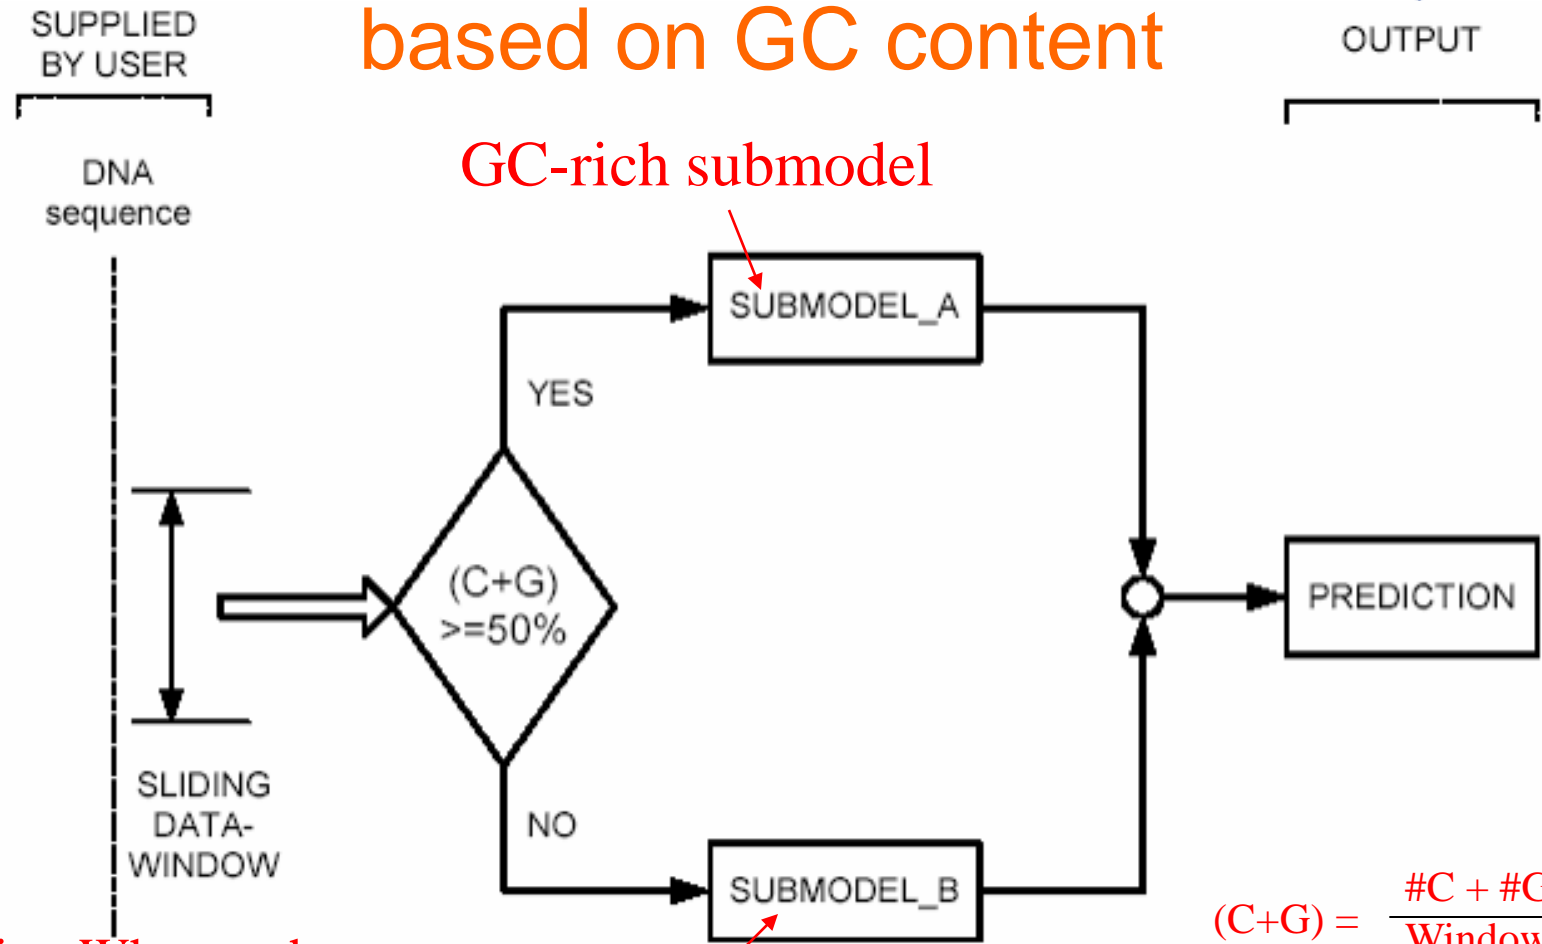 SUPPLIED
BY USER
based on GC content
OUTPUT
DNA
sequence
GC-rich submodel
SUBMODEL_A
YES
(C+G)
>=50%
PREDICTION
SLIDING
DATA-
WINDOW
NO
SUBMODEL_B
(C+G) =
#C + #G
Window